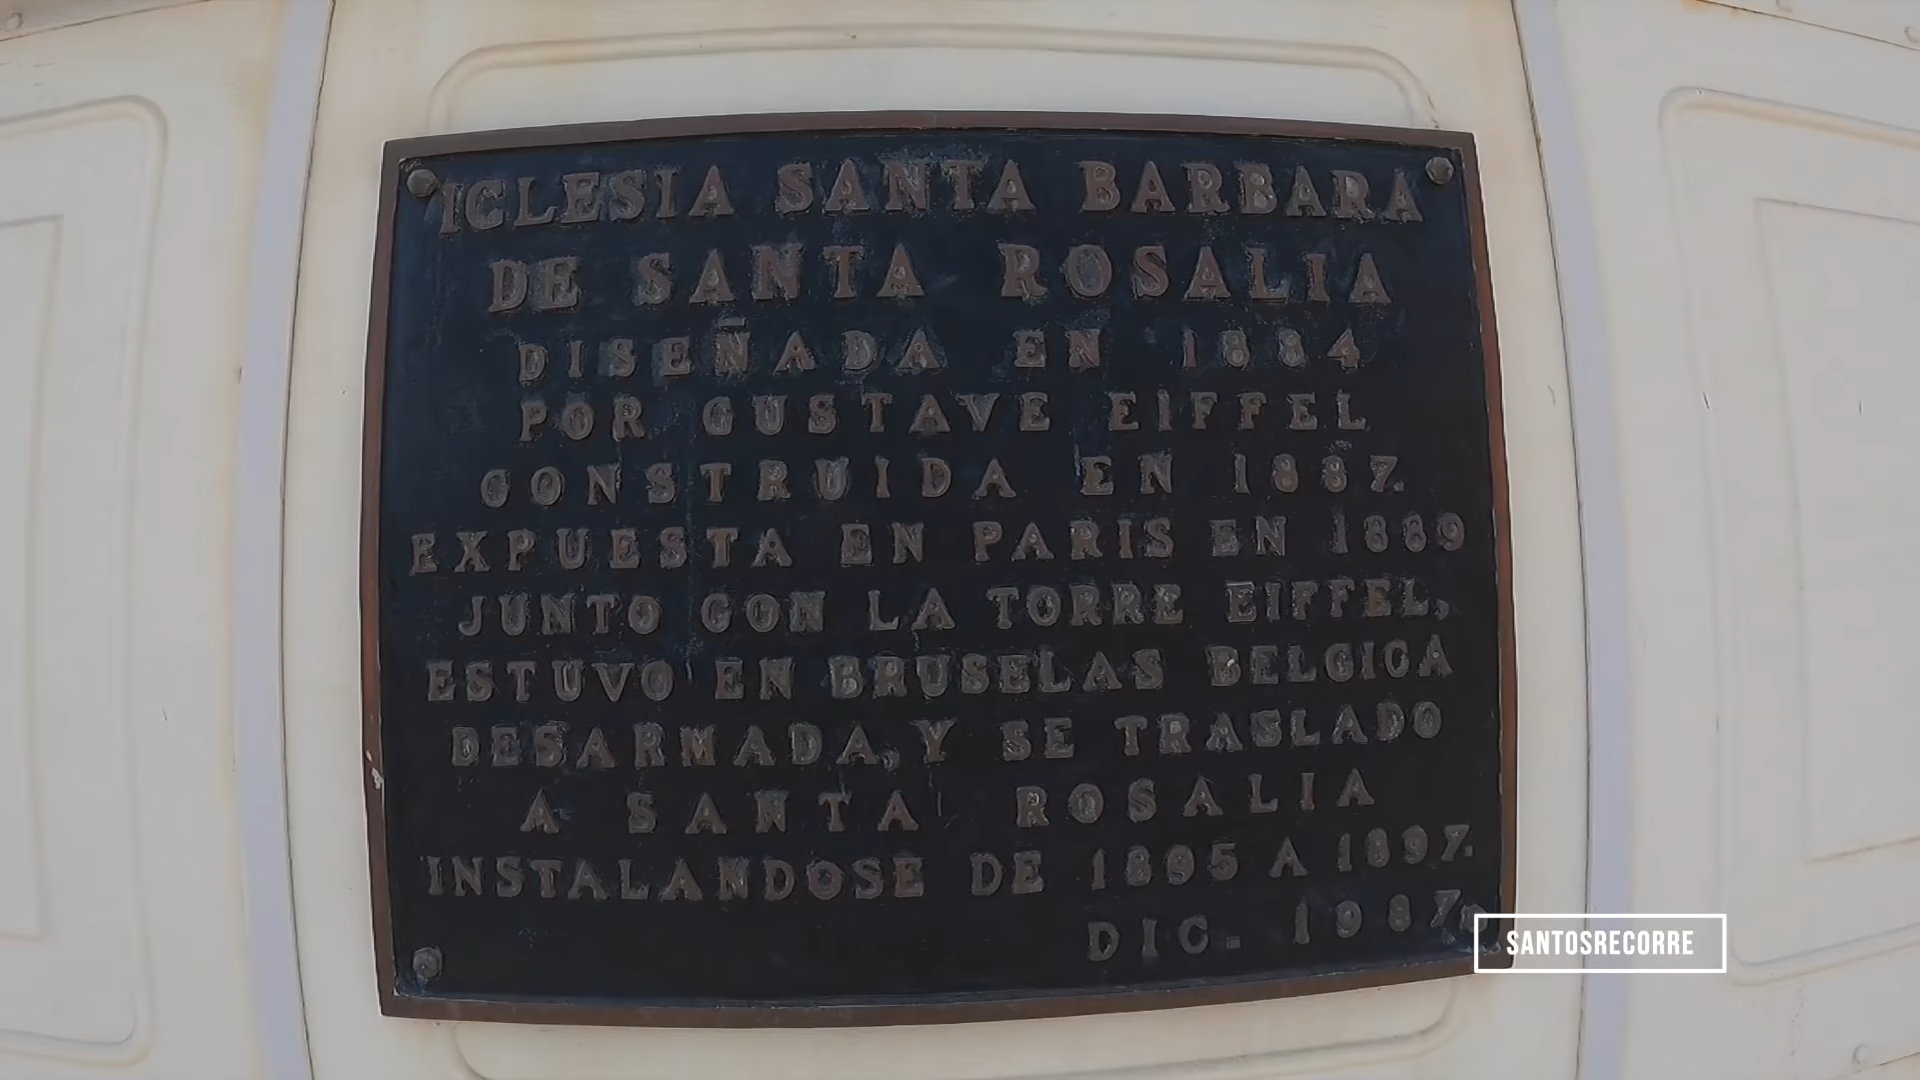 IGLESIA SANTA BARBARA
DE SANTA ROSALIA
DISEÑADA EN 1884
POR GUSTAVE EIFFEL
CONSTRUIDA EN 1887.
EXPUESTA EN PARIS EN 1889
JUNTO CON LA TORRE EIFFEL,
ESTUVO EN BRUSELAS BELGICA
DESARMADA, Y SE TRASLADO
A SANTA ROSALIA
INSTALANDOSE DE 1895 A 1897.
DIC. 1987.
SANTOSRECORRE